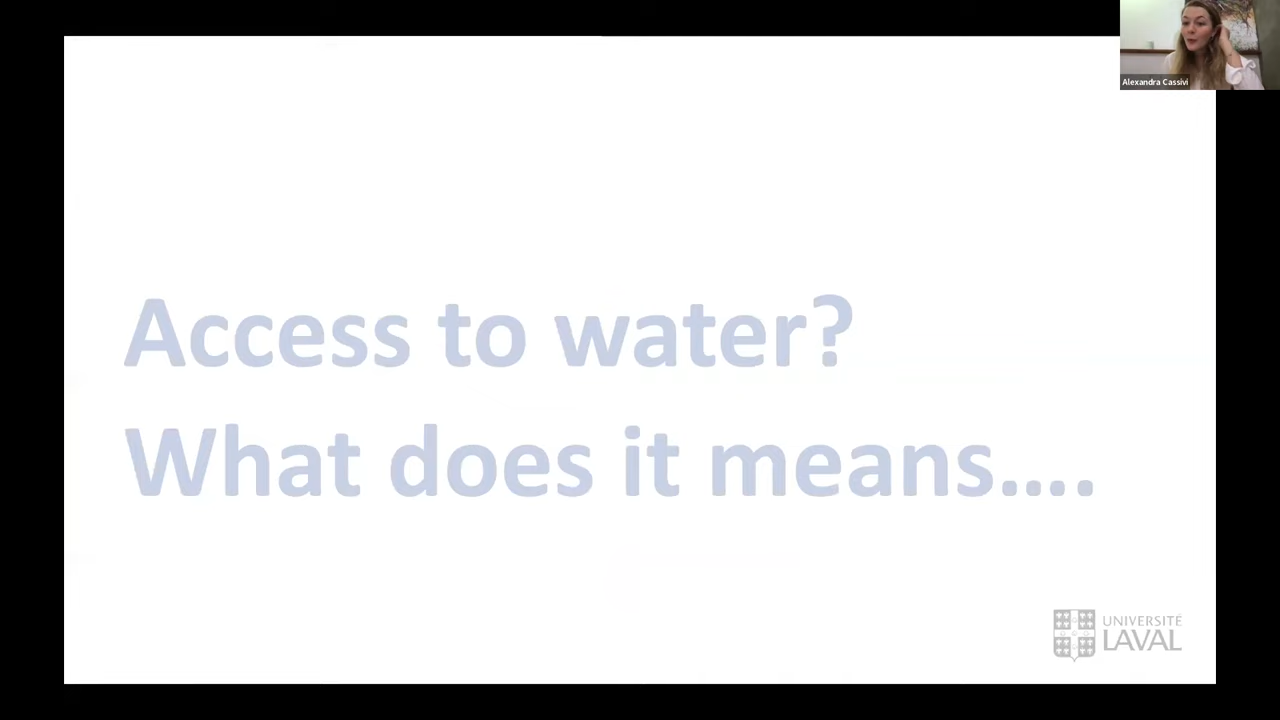 Alexandra Cassivi
Access to water?
What does it means....
UNIVERSITÉ
LAVAL